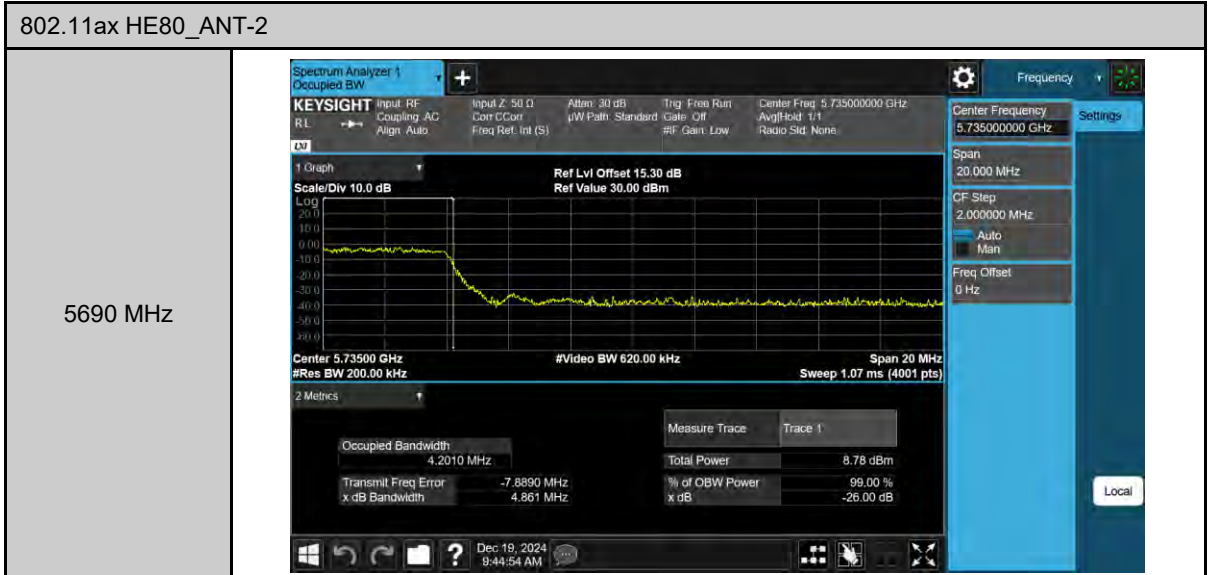 802.11ax HE80_ANT-2
5690 MHz
Spectrum Analyzer 1
Occupied BW
+
Frequency
KEYSIGHT Input: RF Input Z: 50 Ω Atten: 30 dB Trig: Free Run Center Freq: 5.735000000 GHz
RL Coupling: AC Corr CCorr µW Path: Standard Gate: Off Avg|Hold: 1/1
Align: Auto Freq Ref: Int (S) #IF Gain: Low Radio Std: None
LXI
Center Frequency
5.735000000 GHz
Settings
Span
20.000 MHz
CF Step
2.000000 MHz
Auto
Man
Freq Offset
0 Hz
1 Graph
Ref Lvl Offset 15.30 dB
Scale/Div 10.0 dB Ref Value 30.00 dBm
Log
20.0
10.0
0.00
-10.0
-20.0
-30.0
-40.0
-50.0
-60.0
Center 5.73500 GHz #Video BW 620.00 kHz Span 20 MHz
#Res BW 200.00 kHz Sweep 1.07 ms (4001 pts)
2 Metrics
Measure Trace Trace 1
Occupied Bandwidth
4.2010 MHz
Total Power 8.78 dBm
Transmit Freq Error -7.8890 MHz % of OBW Power 99.00 %
x dB Bandwidth 4.861 MHz x dB -26.00 dB
Local
?
Dec 19, 2024
9:44:54 AM